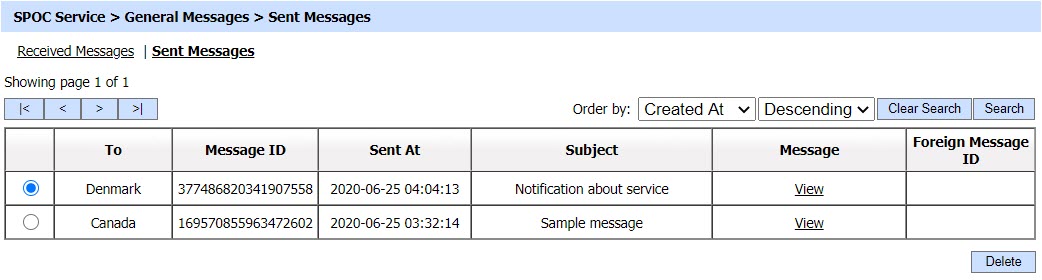 SPOC Service > General Messages > Sent Messages
Received Messages | Sent Messages
Showing page 1 of 1
|< < > >| Order by: Created At Descending Clear Search Search
To Message ID Sent At Subject Message Foreign Message ID
Denmark 377486820341907558 2020-06-25 04:04:13 Notification about service View
Canada 169570855963472602 2020-06-25 03:32:14 Sample message View
Delete